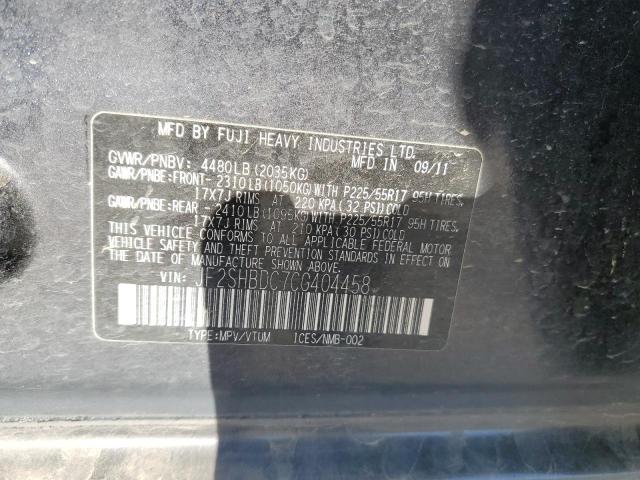 MFD BY FUJI HEAVY INDUSTRIES LTD.
GVWR/PNBV: 4480LB(2035KG) MFD IN 09/11
GAWR/PNBE:FRONT- 2310LB(1050KG)WITH P225/55R17 95H TIRES,
17X7J RIMS AT 220 KPA(32 PSI)COLD
GAWR/PNBE:REAR - 2410LB(1095KG)WITH P225/55R17 95H TIRES,
17X7J RIMS AT 210 KPA(30 PSI)COLD
THIS VEHICLE CONFORMS TO ALL APPLICABLE FEDERAL MOTOR
VEHICLE SAFETY AND THEFT PREVENTION STANDARDS IN EFFECT ON
THE DATE OF MANUFACTURE SHOWN ABOVE.
VIN: JF2SHBDC7CG404458
TYPE:MPV/VTUM ICES/NMB-002